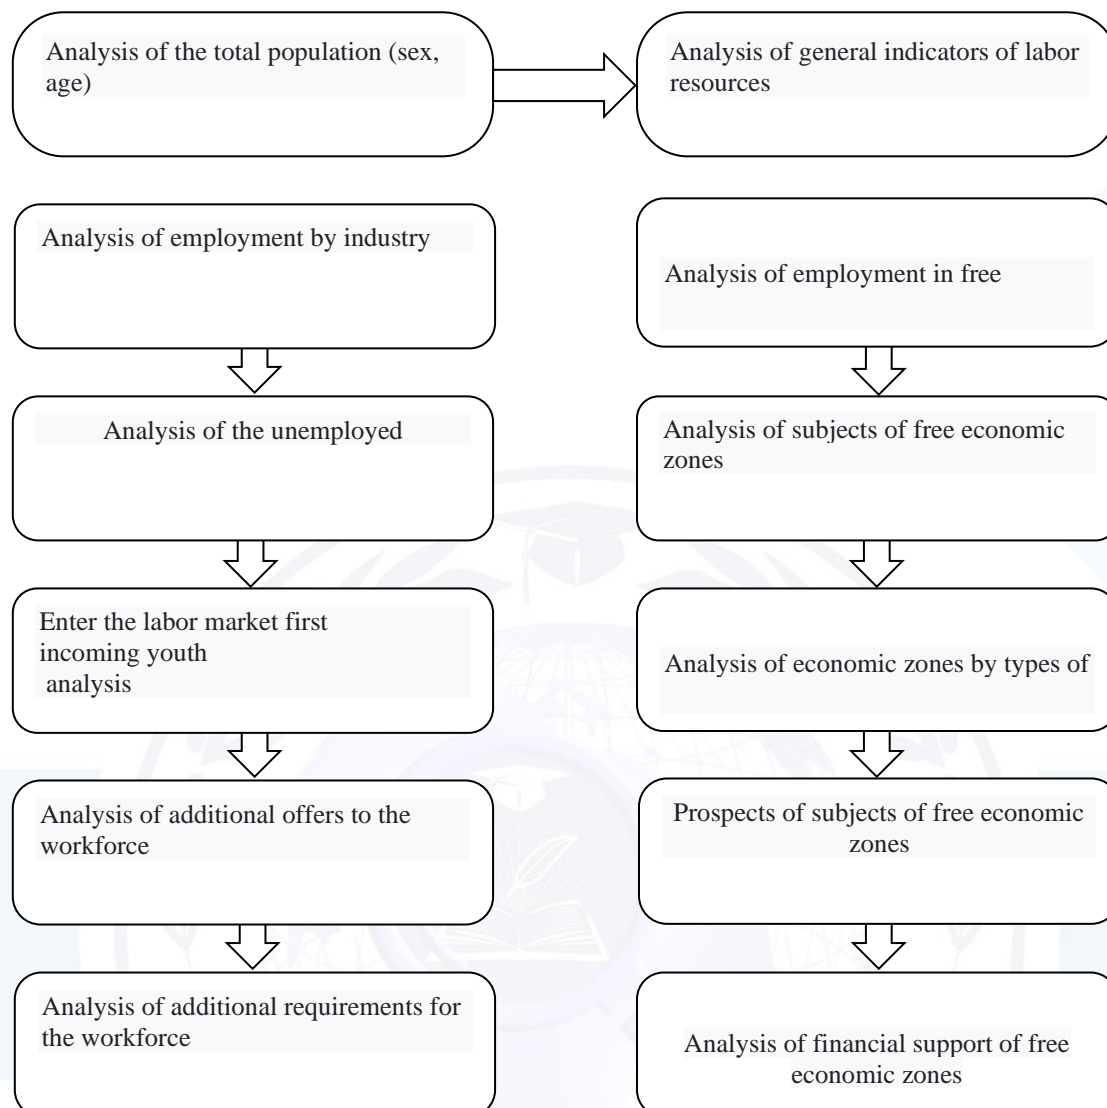 Analysis of the total population (sex,
age)
Analysis of general indicators of labor
resources
Analysis of employment by industry
Analysis of employment in free
Analysis of the unemployed
Analysis of subjects of free economic
zones
Enter the labor market first
incoming youth
analysis
Analysis of economic zones by types of
Analysis of additional offers to the
workforce
Prospects of subjects of free economic
zones
Analysis of additional requirements for
the workforce
Analysis of financial support of free
economic zones